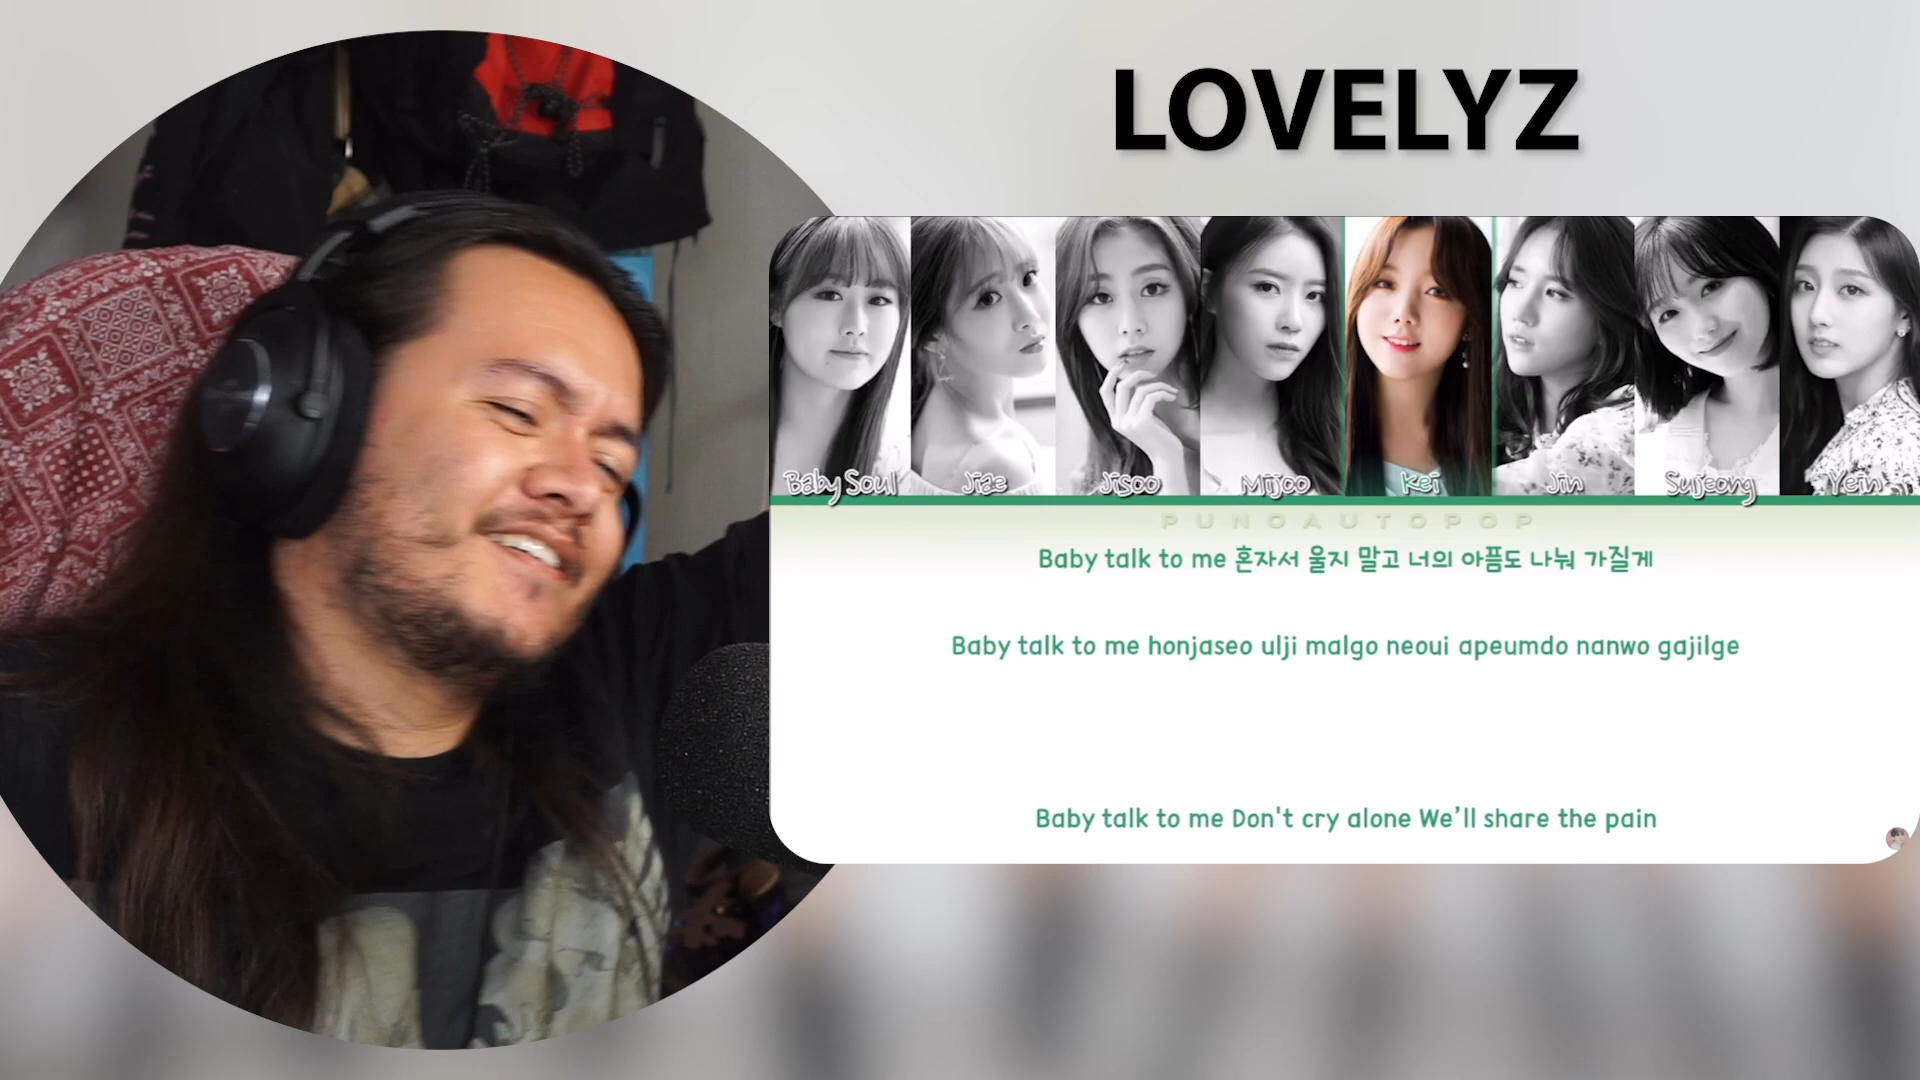 LOVELYZ
Baby Soul
Jiae
Jisoo
Mijoo
Kei
Jin
Sujeong
Yein
PUNOAUTOPOP
Baby talk to me 혼자서 울지 말고 너의 아픔도 나눠 가질게
Baby talk to me honjaseo ulji malgo neoui apeumdo nanwo gajilge
Baby talk to me Don't cry alone We’ll share the pain